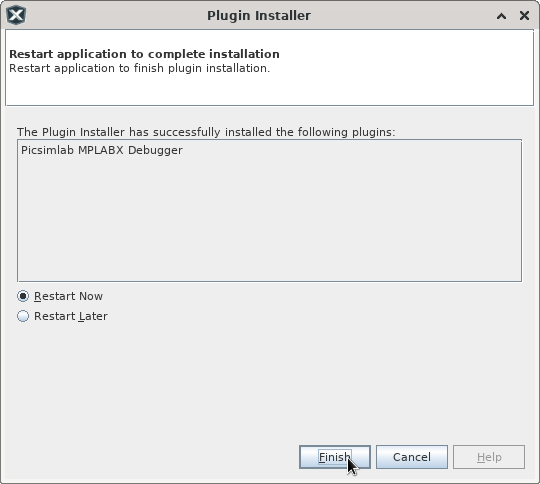 Plugin Installer
Restart application to complete installation
Restart application to finish plugin installation.
The Plugin Installer has successfully installed the following plugins:
Picsimlab MPLABX Debugger
Restart Now
Restart Later
Finish Cancel Help